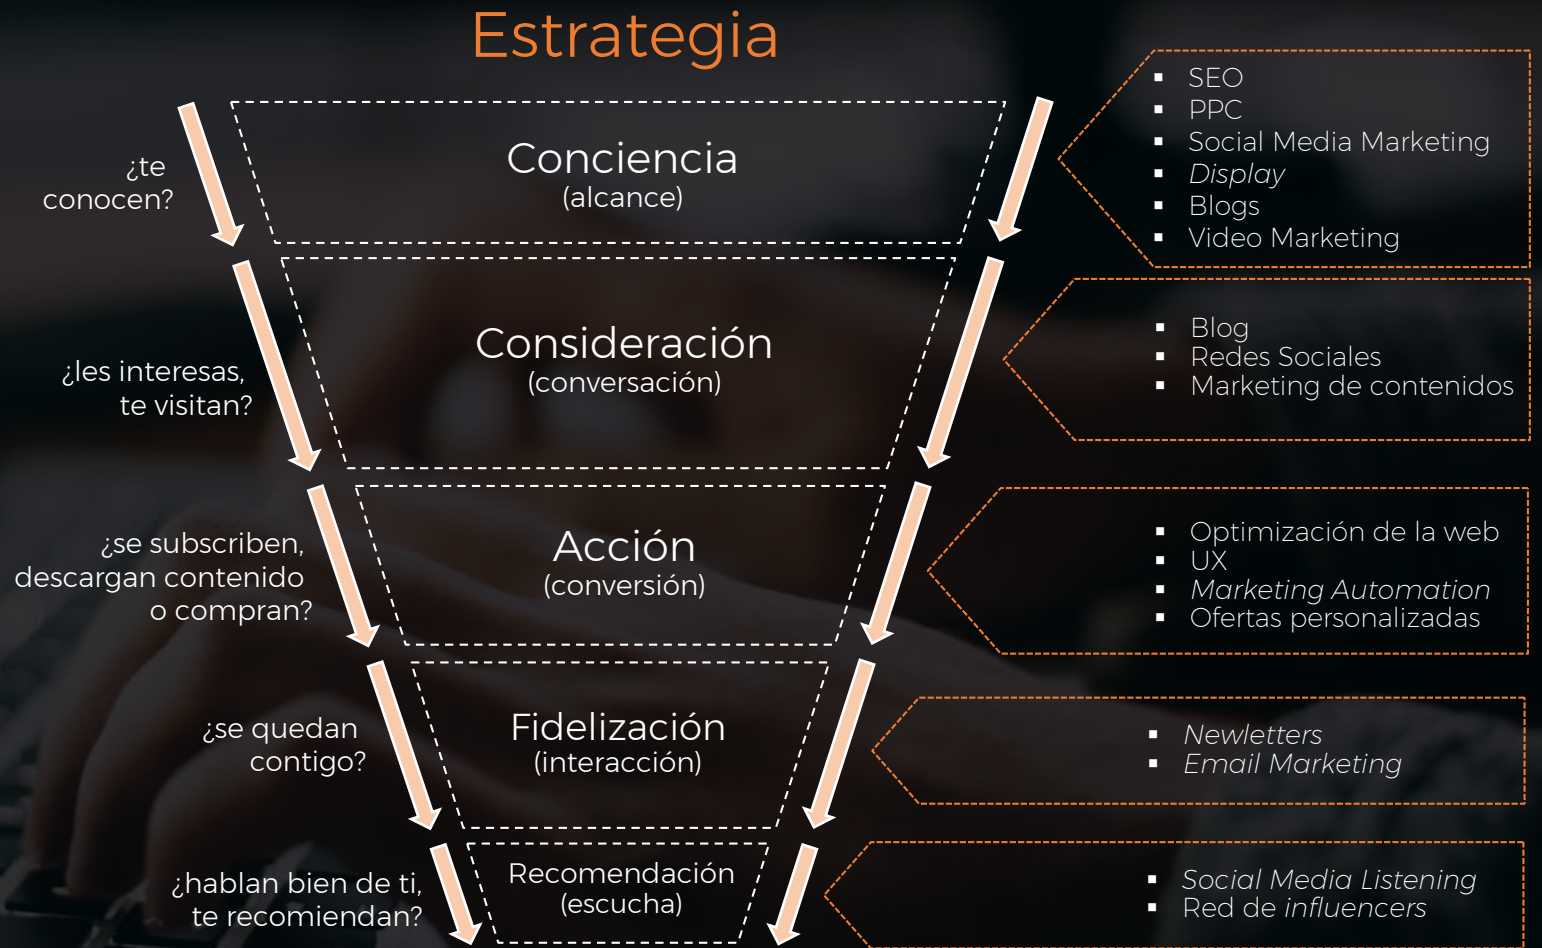 Estrategia
¿te
conocen?
Conciencia
(alcance)
▪ SEO
▪ PPC
▪ Social Media Marketing
▪ Display
▪ Blogs
▪ Video Marketing
¿les interesas,
te visitan?
Consideración
(conversación)
▪ Blog
▪ Redes Sociales
▪ Marketing de contenidos
¿se subscriben,
descargan contenido
o compran?
Acción
(conversión)
▪ Optimización de la web
▪ UX
▪ Marketing Automation
▪ Ofertas personalizadas
¿se quedan
contigo?
Fidelización
(interacción)
▪ Newletters
▪ Email Marketing
¿hablan bien de ti,
te recomiendan?
Recomendación
(escucha)
▪ Social Media Listening
▪ Red de influencers